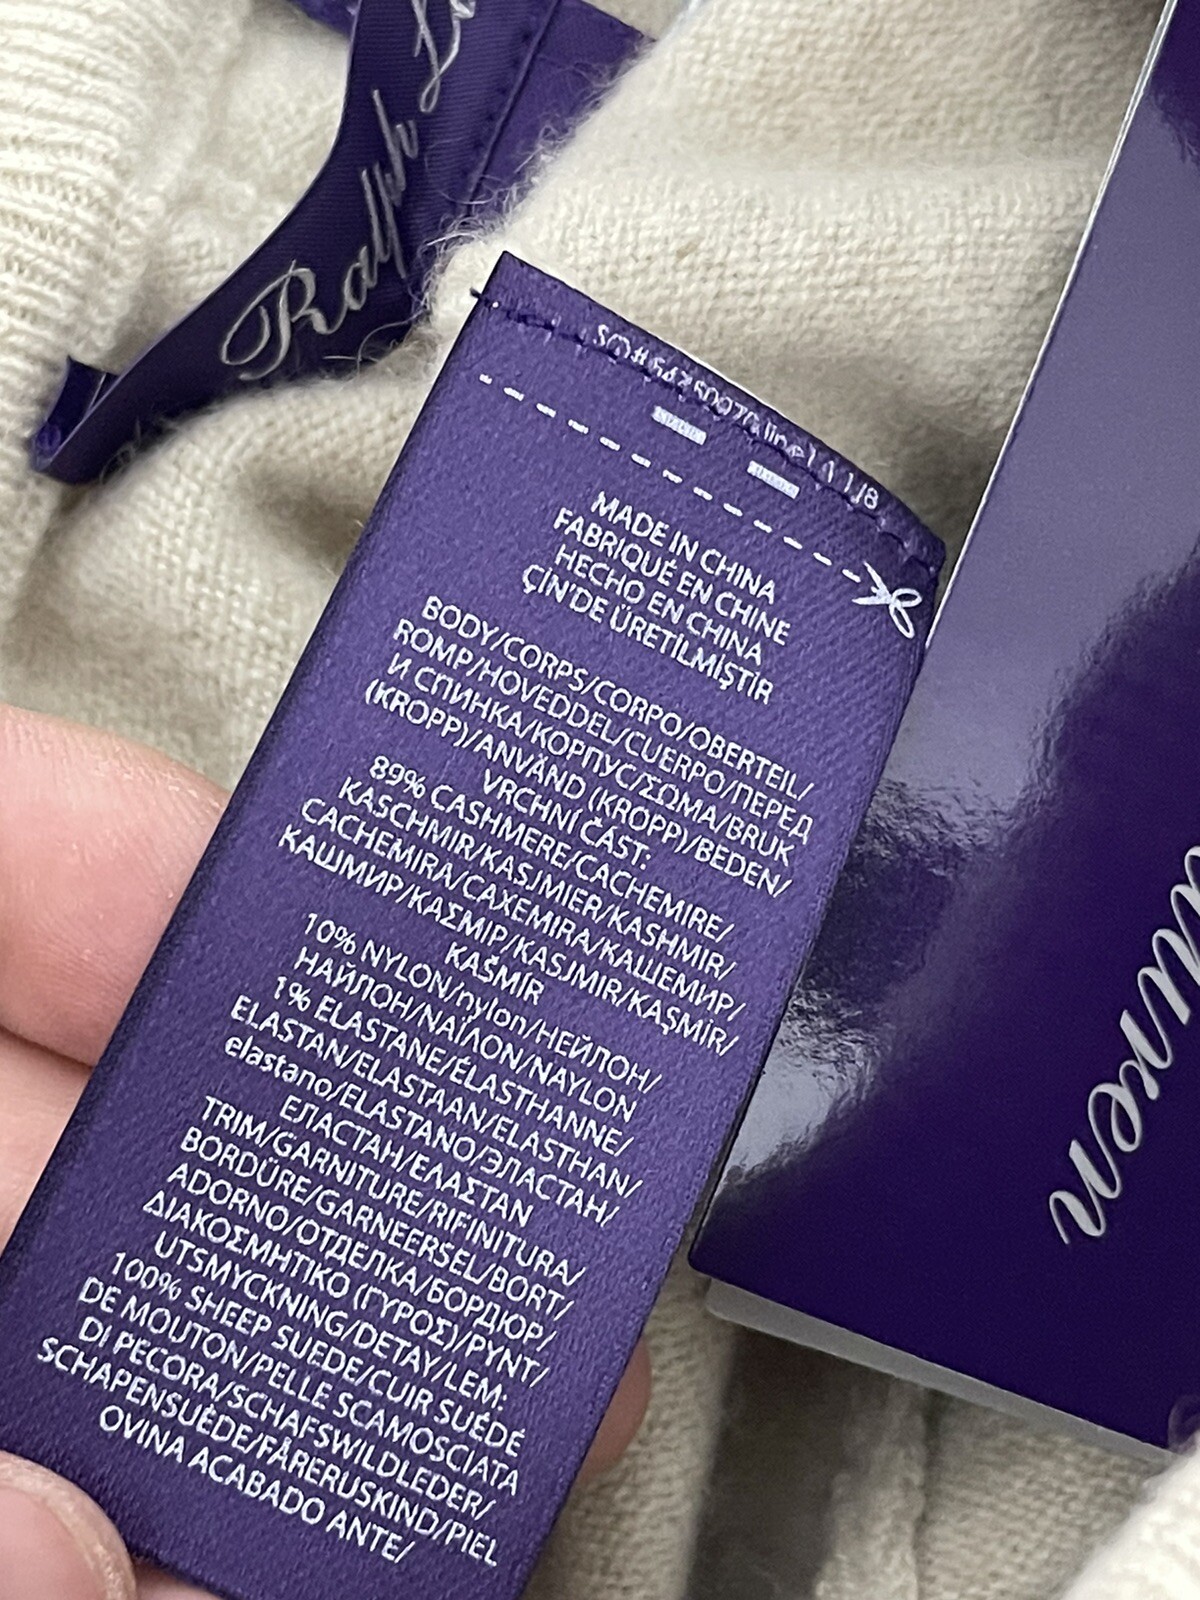 Ralph
SO#
1/8
MADE IN CHINA
FABRIQUÉ EN CHINE
HECHO EN CHINA
ÇİN'DE ÜRETİLMİŞTİR
BODY/CORPS/CORPO/OBERTEIL/
ROMP/HOVEDDEL/CUERPO/ПЕРЕД
И СПИНКА/КОРПУС/ΣΩΜΑ/BRUK
(KROPP)/ANVÄND (KROPP)/BEDEN/
VRCHNÍ ČÁST:
89% CASHMERE/CACHEMIRE/
KASCHMIR/KASJMIER/KASHMIR/
CACHEMIRA/CAXEMIRA/КАШЕМИР/
КАШМИР/ΚΑΣΜΙΡ/KASJMIR/KAŞMİR/
KAŠMÍR
10% NYLON/nylon/НЕЙЛОН/
НАЙЛОН/ΝΑΪΛΟΝ/NAYLON
1% ELASTANE/ÉLASTHANNE/
ELASTAN/ELASTAAN/ELASTHAN/
elastano/ELASTANO/ЭЛАСТАН/
ЕЛАСТАН/ΕΛΑΣΤΑΝ
TRIM/GARNITURE/RIFINITURA/
BORDÜRE/GARNEERSEL/BORT/
ADORNO/ОТДЕЛКА/БОРДЮР/
ΔΙΑΚΟΣΜΗΤΙΚΟ (ΓΥΡΟΣ)/PYNT/
UTSMYCKNING/DETAY/LEM:
100% SHEEP SUEDE/CUIR SUÉDÉ
DE MOUTON/PELLE SCAMOSCIATA
DI PECORA/SCHAFSWILDLEDER/
SCHAPENSUÈDE/FÅRERUSKIND/PIEL
OVINA ACABADO ANTE/